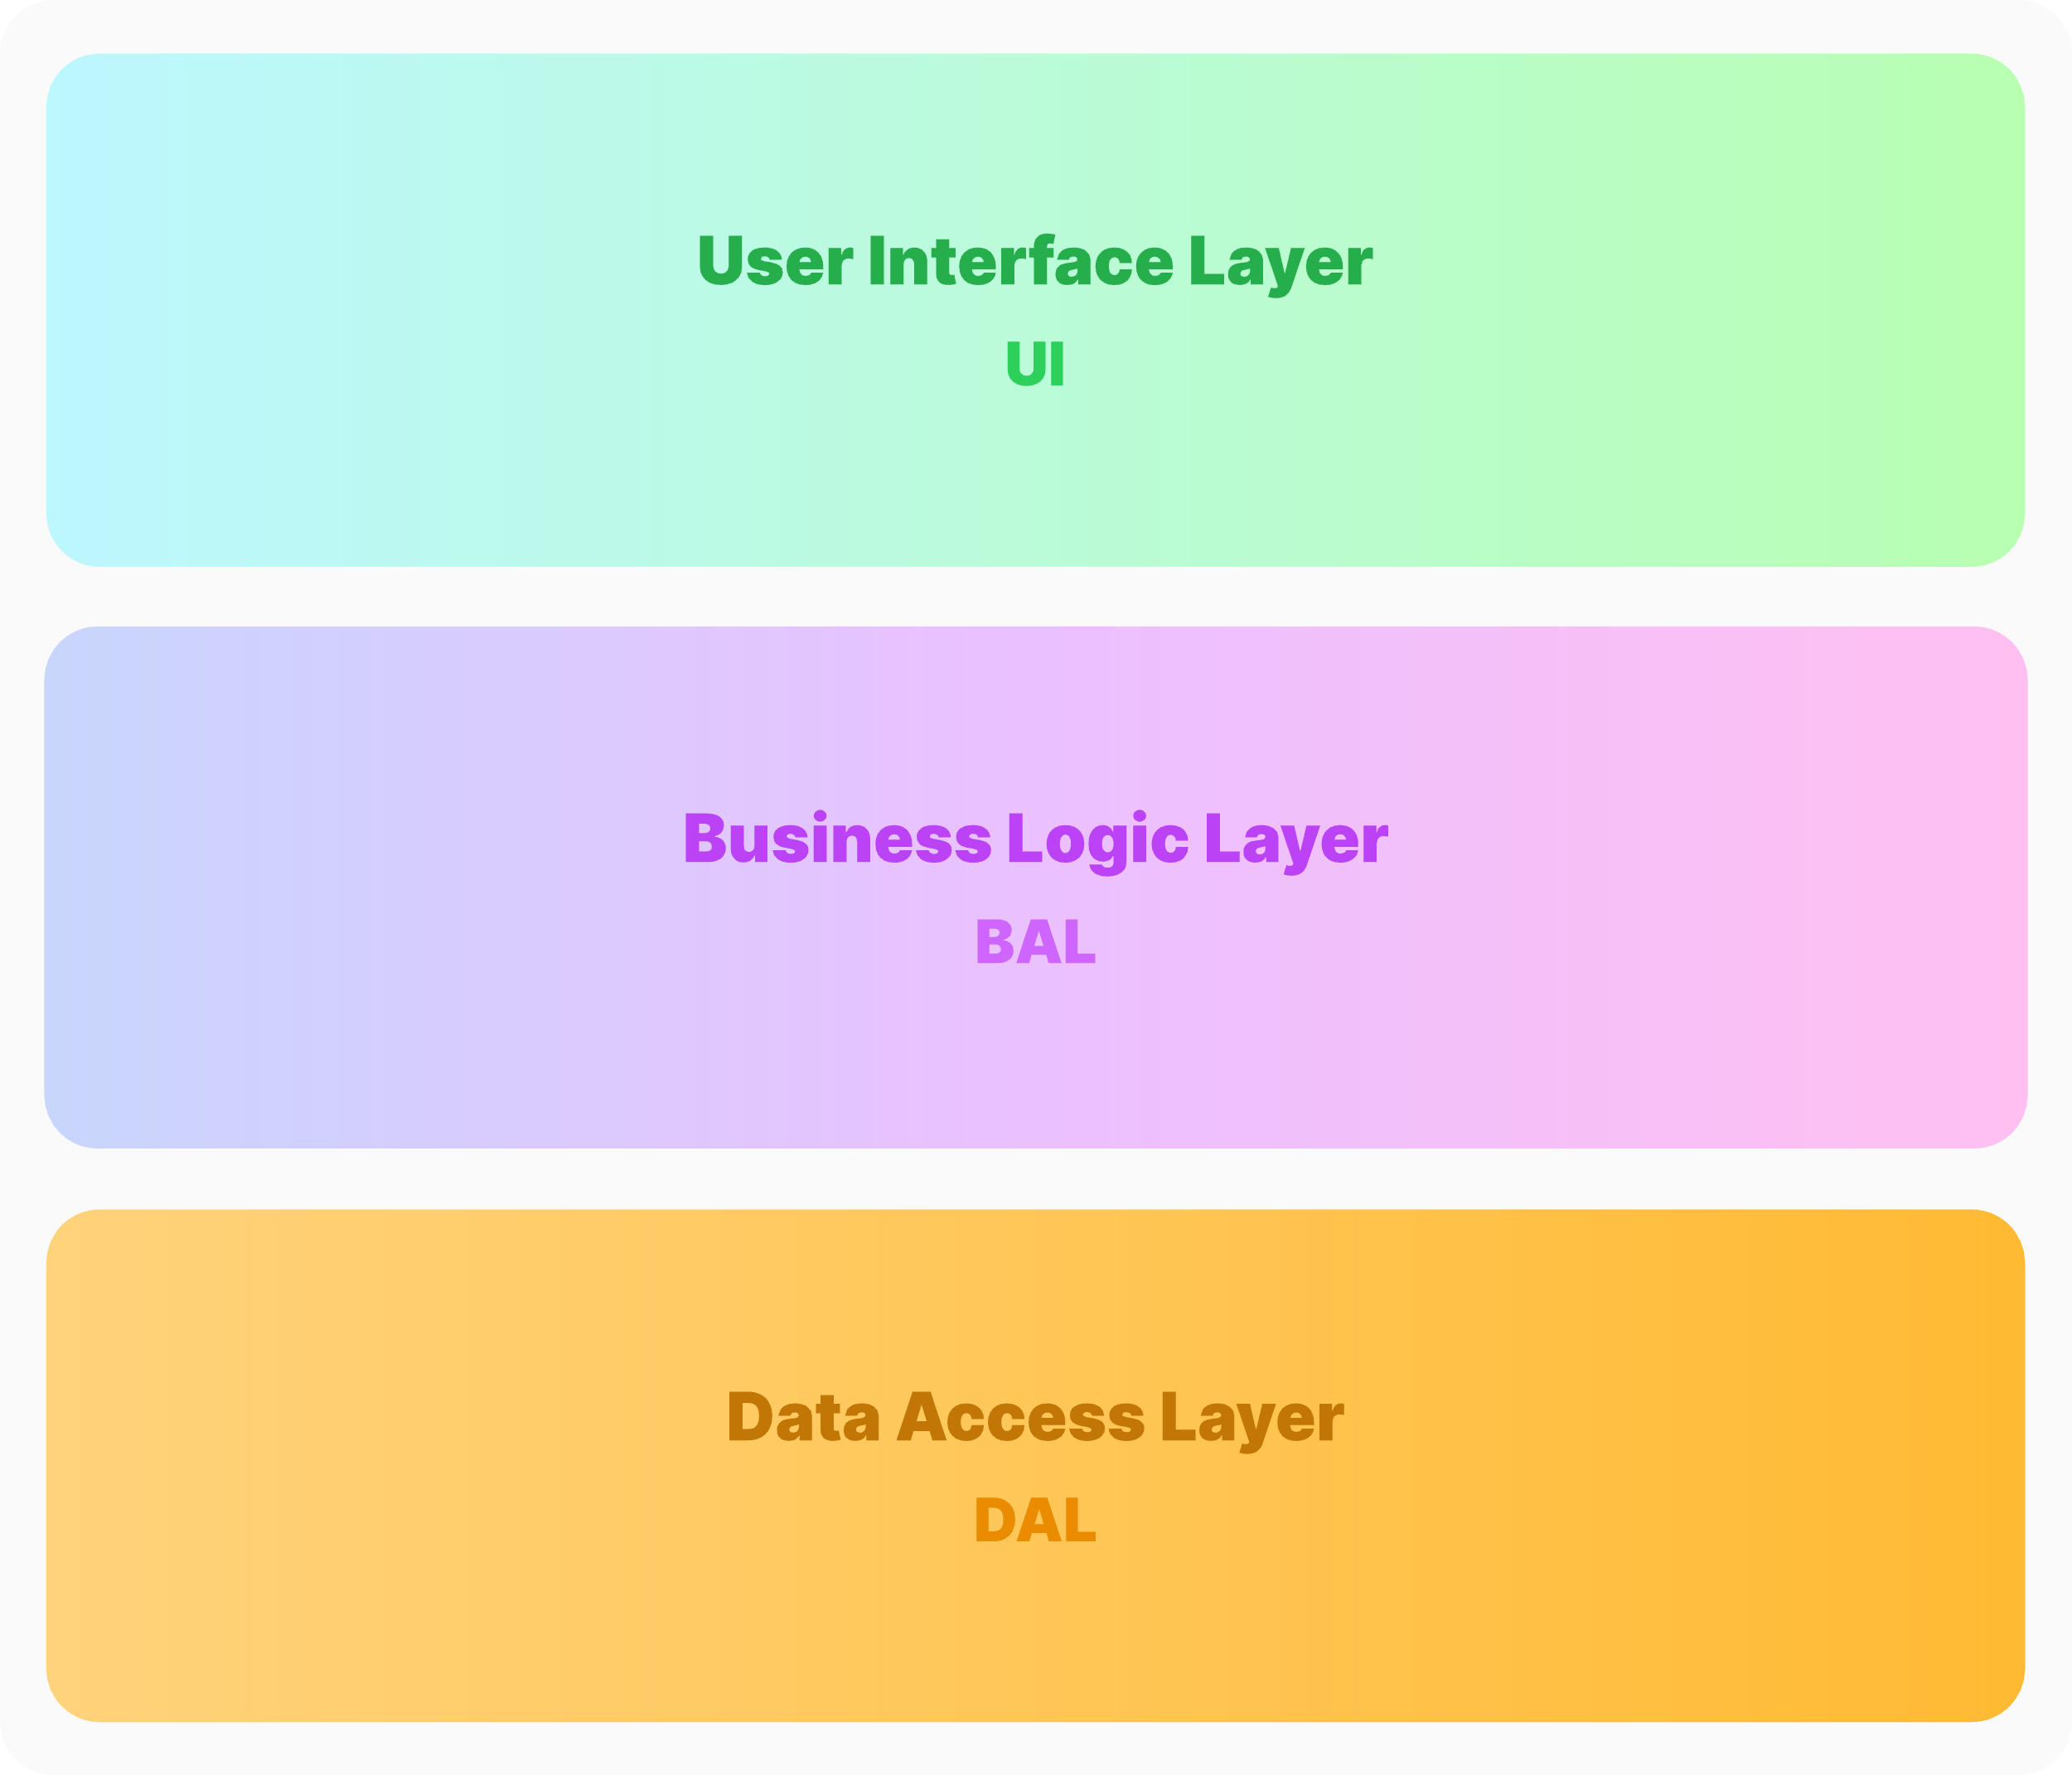 User Interface Layer
UI
Business Logic Layer
BAL
Data Access Layer
DAL